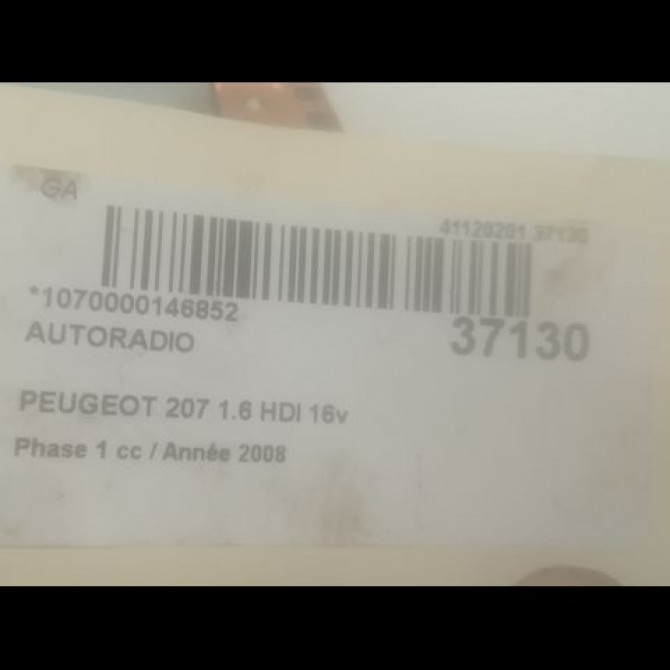 GA
41120201 37130
*1070000146852
37130
AUTORADIO
PEUGEOT 207 1.6 HDI 16v
Phase 1 cc / Année 2008